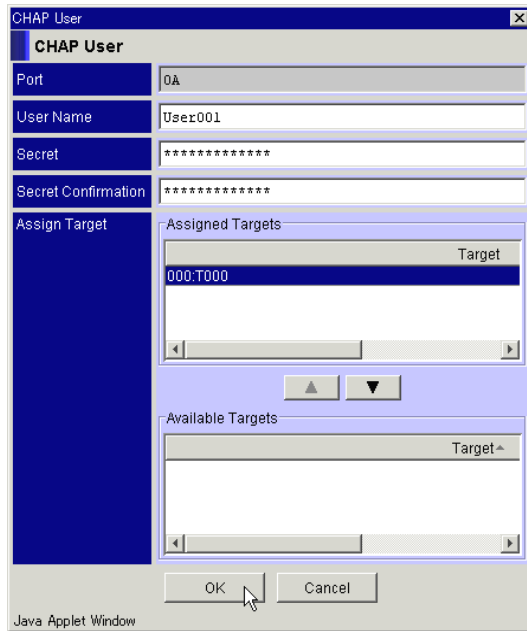 CHAP User
CHAP User
Port 0A
User Name User001
Secret *************
Secret Confirmation *************
Assign Target
Assigned Targets
Target
000:T000
Available Targets
Target
OK Cancel
Java Applet Window